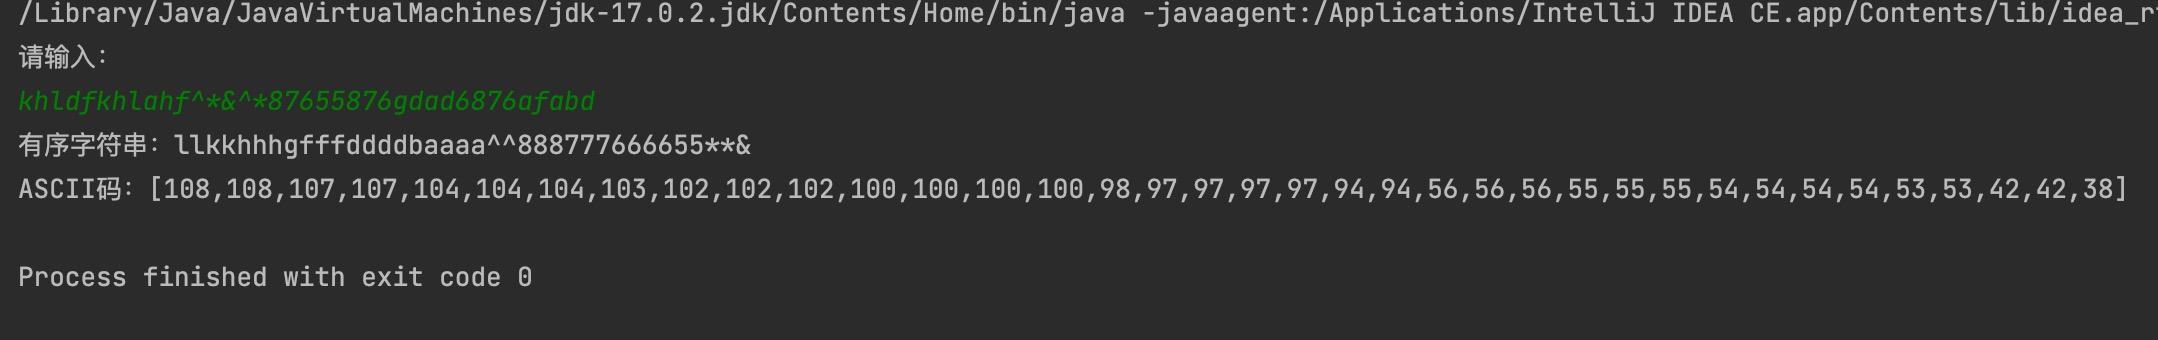 /Library/Java/JavaVirtualMachines/jdk-17.0.2.jdk/Contents/Home/bin/java -javaagent:/Applications/IntelliJ IDEA CE.app/Contents/lib/idea_r
请输入：
khldfkhlahf^*&^*87655876gdad6876afabd
有序字符串：llkkhhhgfffddddbaaaa^^888777666655**&
ASCII码：[108,108,107,107,104,104,104,103,102,102,102,100,100,100,100,98,97,97,97,97,94,94,56,56,56,55,55,55,54,54,54,54,53,53,42,42,38]
Process finished with exit code 0